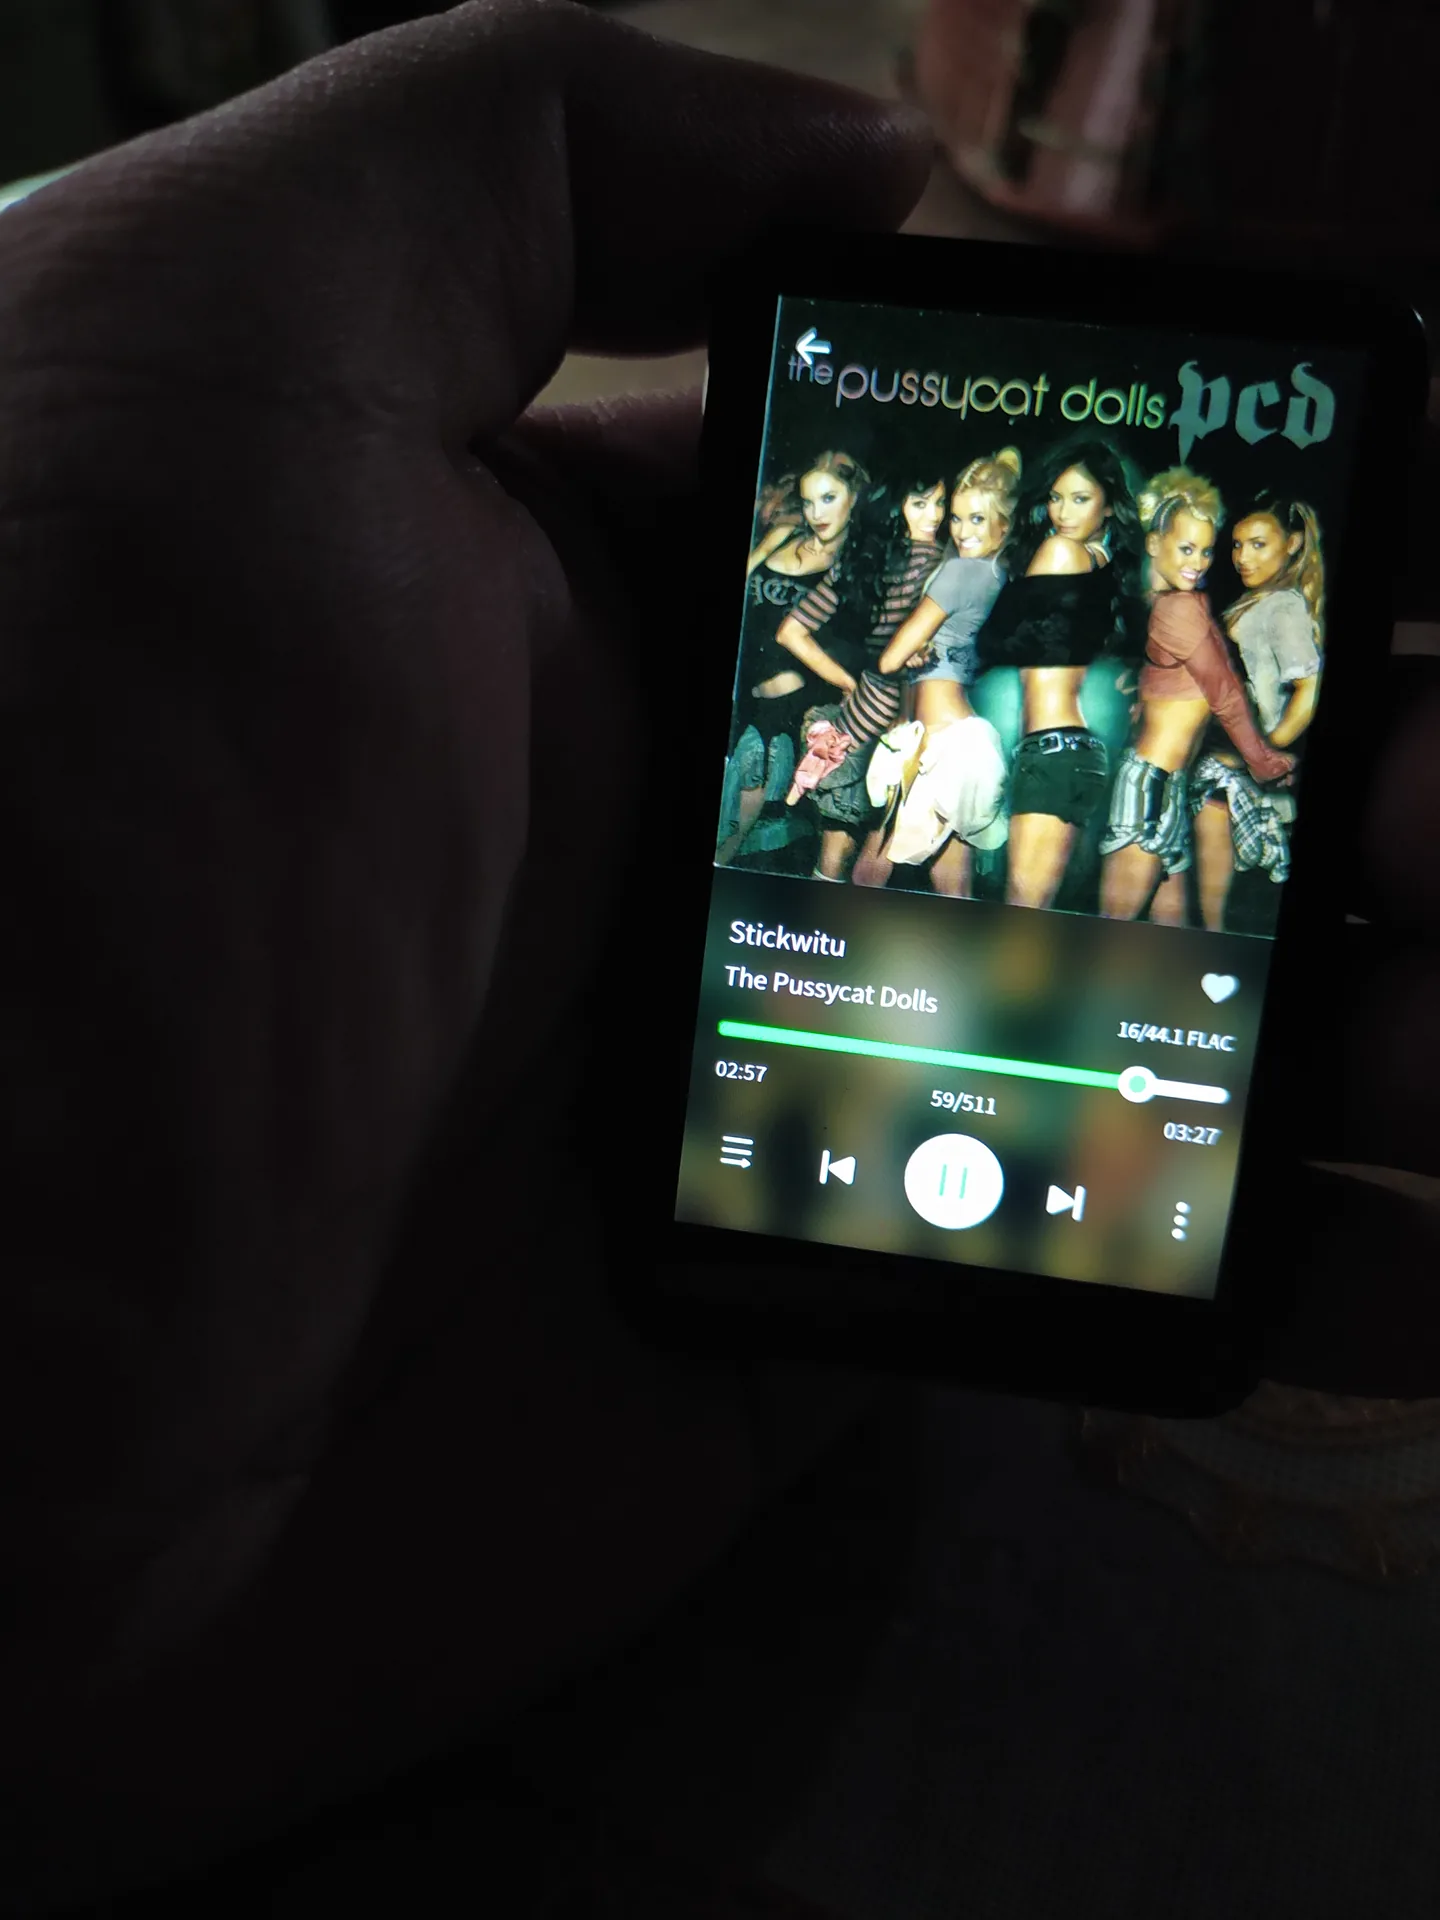 the pussycat dolls pcd
Stickwitu
The Pussycat Dolls
16/44.1 FLAC
02:57
59/511
03:27